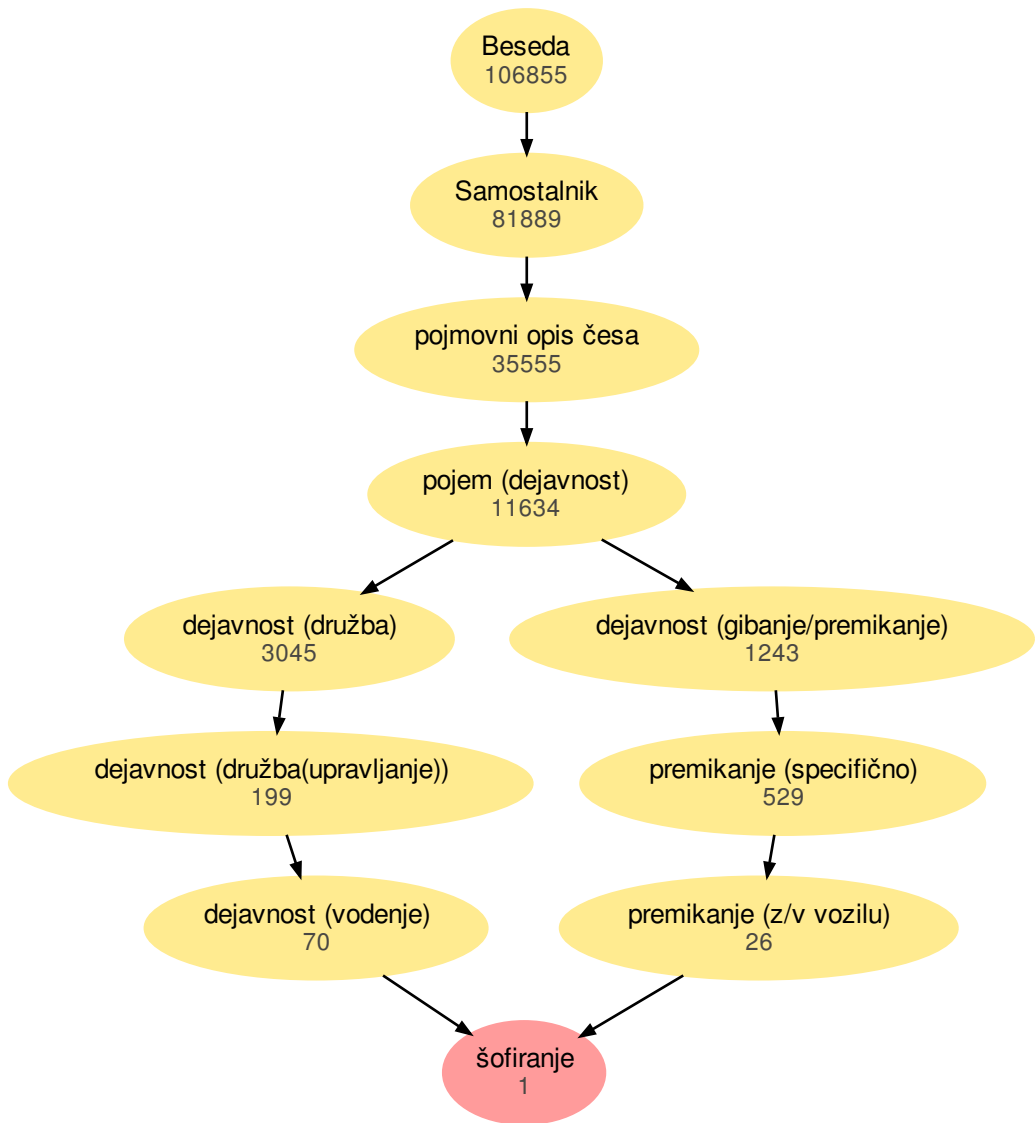 Beseda
106855
Samostalnik
81889
pojmovni opis česa
35555
pojem (dejavnost)
11634
dejavnost (družba)
3045
dejavnost (gibanje/premikanje)
1243
dejavnost (družba(upravljanje))
199
premikanje (specifično)
529
dejavnost (vodenje)
70
premikanje (z/v vozilu)
26
šofiranje
1